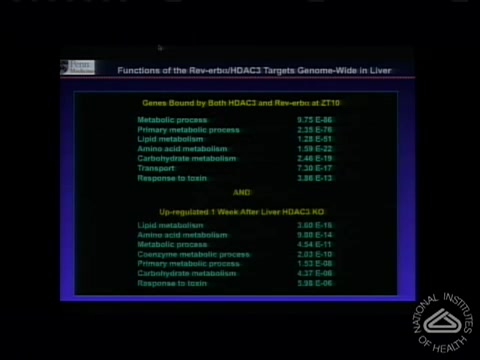 Penn
Medicine
Functions of the Rev-erbα/HDAC3 Targets Genome-Wide in Liver
Genes Bound by Both HDAC3 and Rev-erbα at ZT10
Metabolic process 9.75 E-86
Primary metabolic process 2.35 E-76
Lipid metabolism 1.28 E-51
Amino acid metabolism 1.59 E-22
Carbohydrate metabolism 2.46 E-19
Transport 7.30 E-17
Response to toxin 3.86 E-13
AND
Up-regulated 1 Week After Liver HDAC3 KO
Lipid metabolism 3.60 E-16
Amino acid metabolism 9.80 E-14
Metabolic process 4.54 E-11
Coenzyme metabolic process 2.03 E-10
Primary metabolic process 1.53 E-08
Carbohydrate metabolism 4.37 E-08
Response to toxin 5.98 E-06
NATIONAL INSTITUTES
OF HEALTH